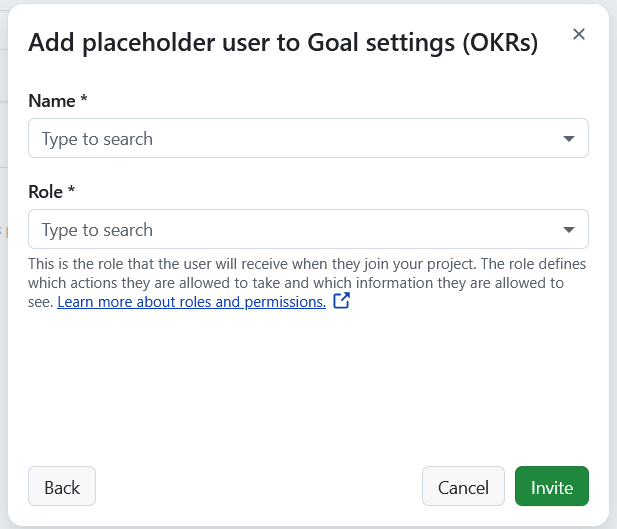 Add placeholder user to Goal settings (OKRs)
Name *
Type to search
Role *
Type to search
This is the role that the user will receive when they join your project. The role defines
which actions they are allowed to take and which information they are allowed to
see. Learn more about roles and permissions.
Back
Cancel
Invite